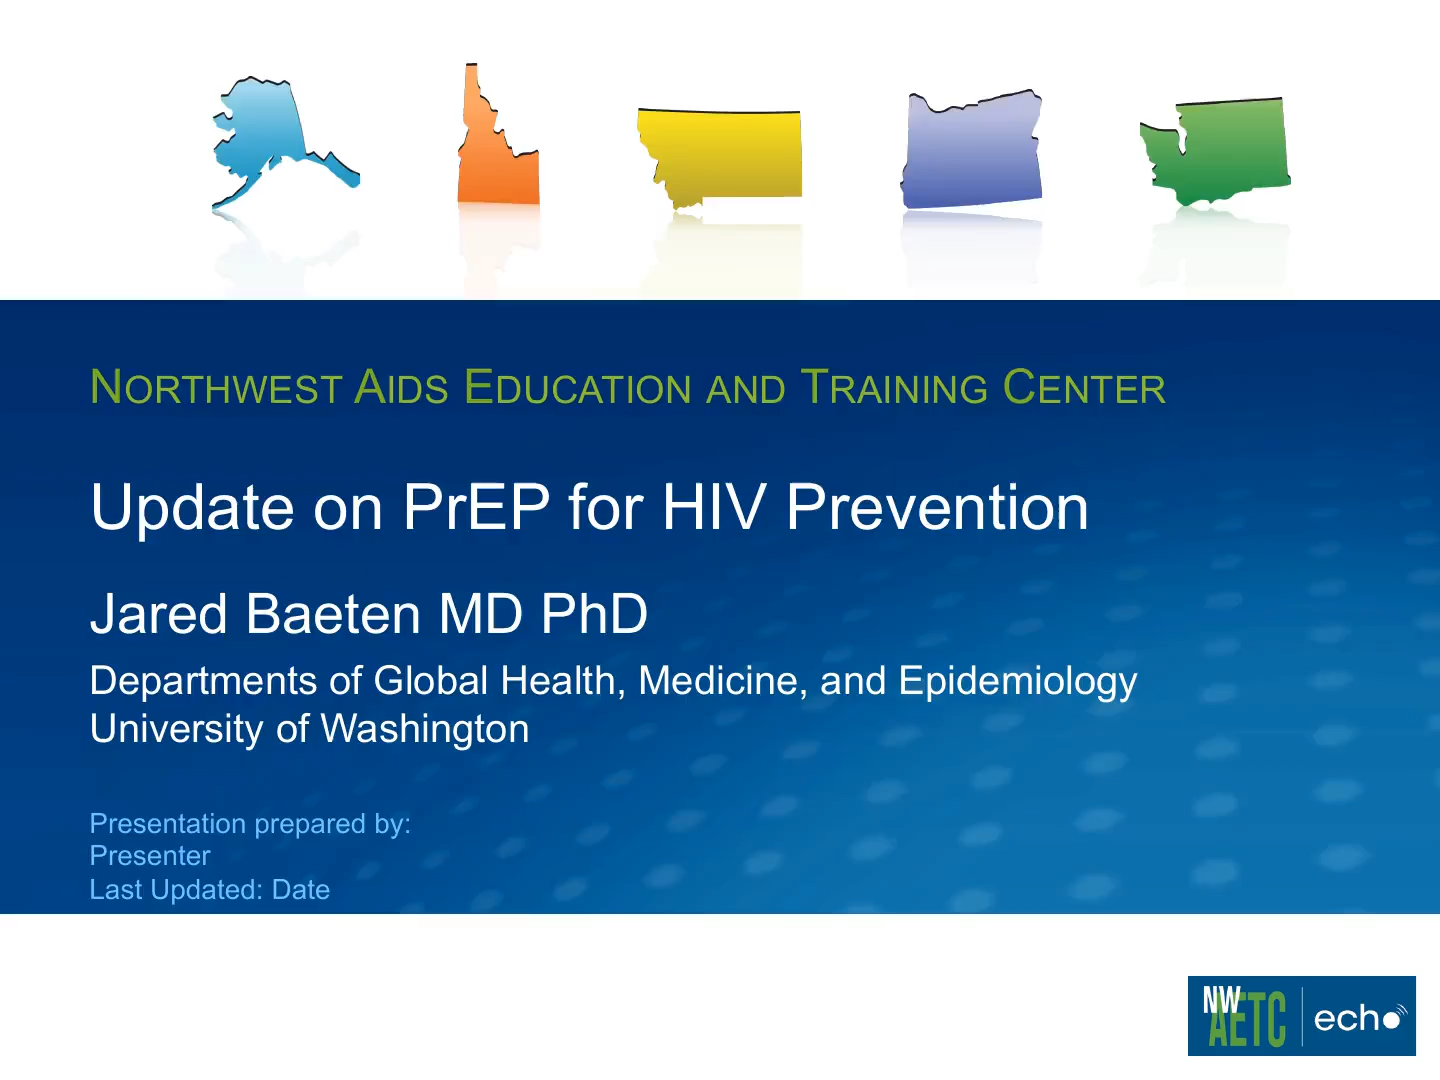 NORTHWEST AIDS EDUCATION AND TRAINING CENTER
Update on PrEP for HIV Prevention
Jared Baeten MD PhD
Departments of Global Health, Medicine, and Epidemiology
University of Washington
Presentation prepared by:
Presenter
Last Updated: Date
NW
AETC
echo